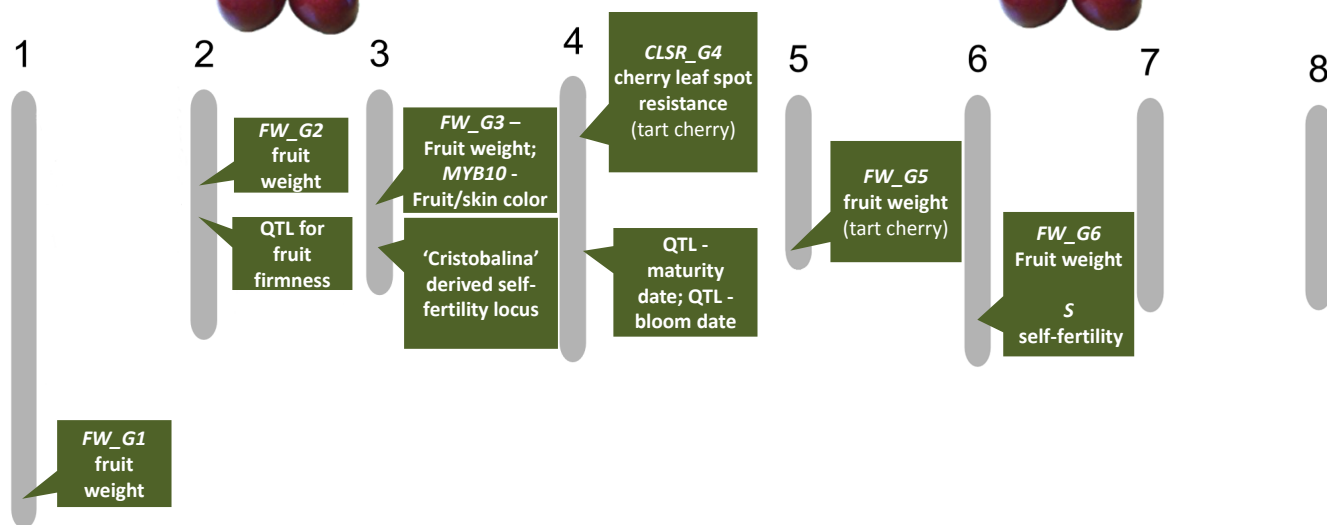 1
2
3
4
5
6
7
8
FW_G1
fruit
weight
FW_G2
fruit
weight
QTL for
fruit
firmness
FW_G3 –
Fruit weight;
MYB10 -
Fruit/skin color
‘Cristobalina’
derived self-
fertility locus
CLSR_G4
cherry leaf spot
resistance
(tart cherry)
QTL -
maturity
date; QTL -
bloom date
FW_G5
fruit weight
(tart cherry)
FW_G6
Fruit weight
S
self-fertility